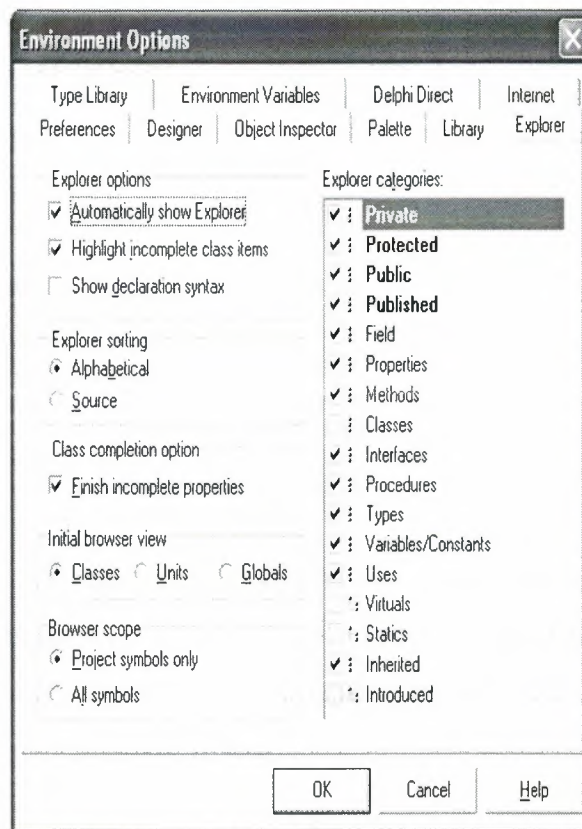 Environment Options
Type Library Environment Variables Delphi Direct Internet
Preferences Designer Object Inspector Palette Library Explorer
Explorer options
Automatically show Explorer
Highlight incomplete class items
Show declaration syntax
Explorer sorting
Alphabetical
Source
Class completion option
Finish incomplete properties
Initial browser view
Classes Units Globals
Browser scope
Project symbols only
All symbols
Explorer categories:
Private
Protected
Public
Published
Field
Properties
Methods
Classes
Interfaces
Procedures
Types
Variables/Constants
Uses
Virtuals
Statics
Inherited
Introduced
OK Cancel Help